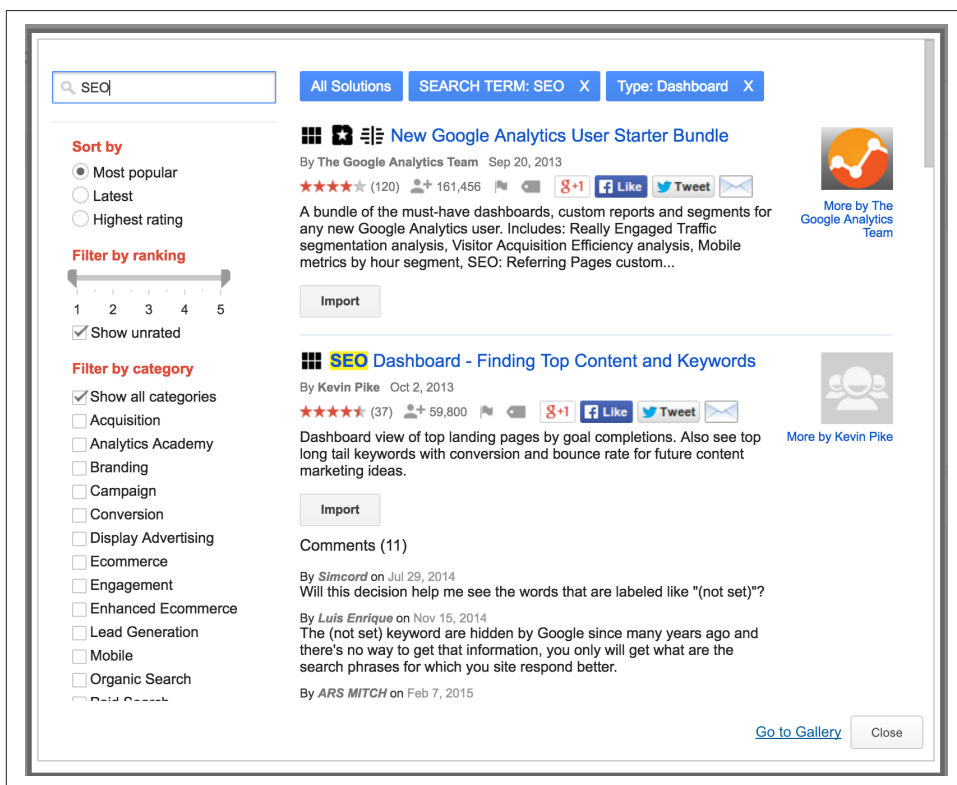 SEO
Sort by
Most popular
Latest
Highest rating
Filter by ranking
1 2 3 4 5
Show unrated
Filter by category
Show all categories
Acquisition
Analytics Academy
Branding
Campaign
Conversion
Display Advertising
Ecommerce
Engagement
Enhanced Ecommerce
Lead Generation
Mobile
Organic Search
Paid Search
All Solutions SEARCH TERM: SEO X Type: Dashboard X
New Google Analytics User Starter Bundle
By The Google Analytics Team Sep 20, 2013
(120) 161,456 g+1 Like Tweet
A bundle of the must-have dashboards, custom reports and segments for
any new Google Analytics user. Includes: Really Engaged Traffic
segmentation analysis, Visitor Acquisition Efficiency analysis, Mobile
metrics by hour segment, SEO: Referring Pages custom...
Import
More by The
Google Analytics
Team
SEO Dashboard - Finding Top Content and Keywords
By Kevin Pike Oct 2, 2013
(37) 59,800 g+1 Like Tweet
Dashboard view of top landing pages by goal completions. Also see top
long tail keywords with conversion and bounce rate for future content
marketing ideas.
Import
More by Kevin Pike
Comments (11)
By Simcord on Jul 29, 2014
Will this decision help me see the words that are labeled like "(not set)"?
By Luis Enrique on Nov 15, 2014
The (not set) keyword are hidden by Google since many years ago and
there's no way to get that information, you only will get what are the
search phrases for which you site respond better.
By ARS MITCH on Feb 7, 2015
Go to Gallery Close